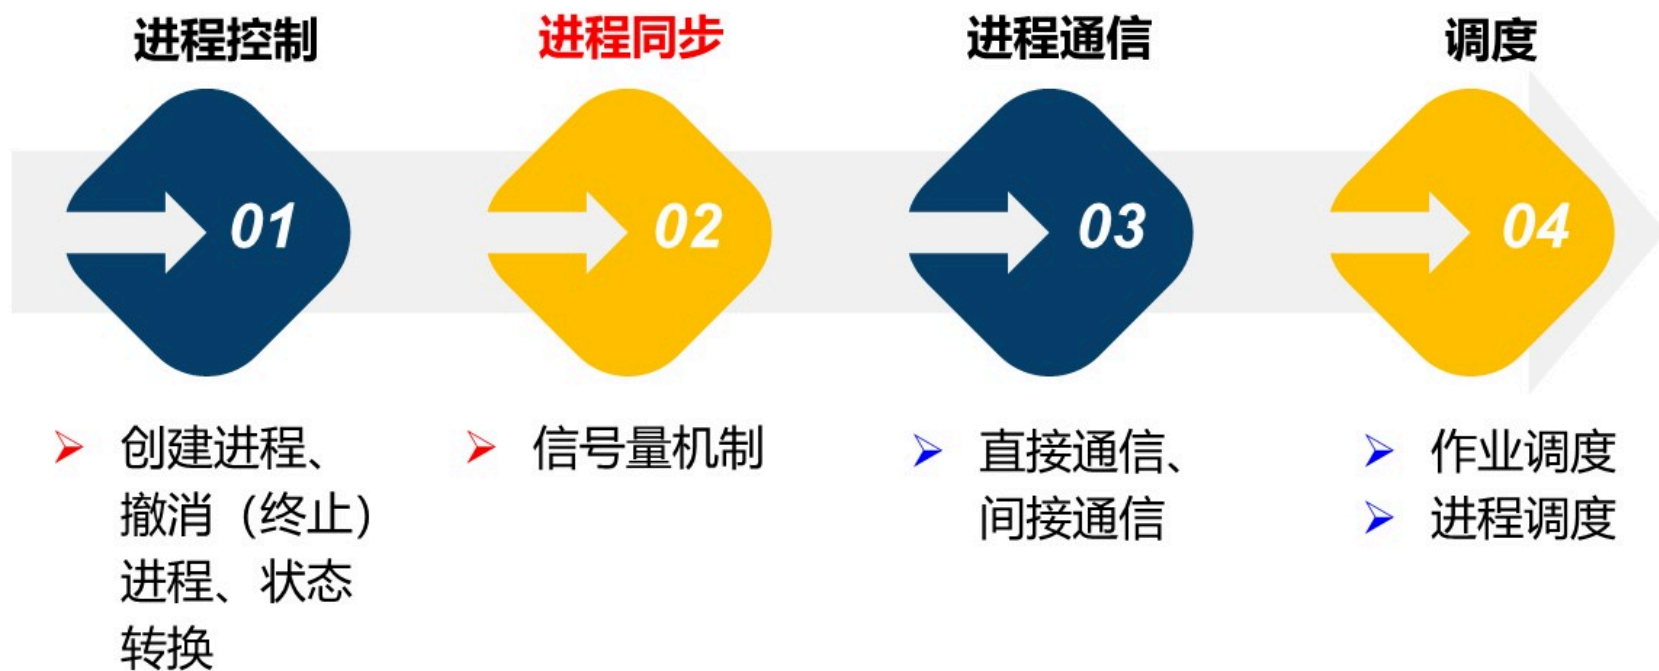 进程控制
进程同步
进程通信
调度
01
02
03
04
创建进程、
撤消（终止）
进程、状态
转换
信号量机制
直接通信、
间接通信
作业调度
进程调度